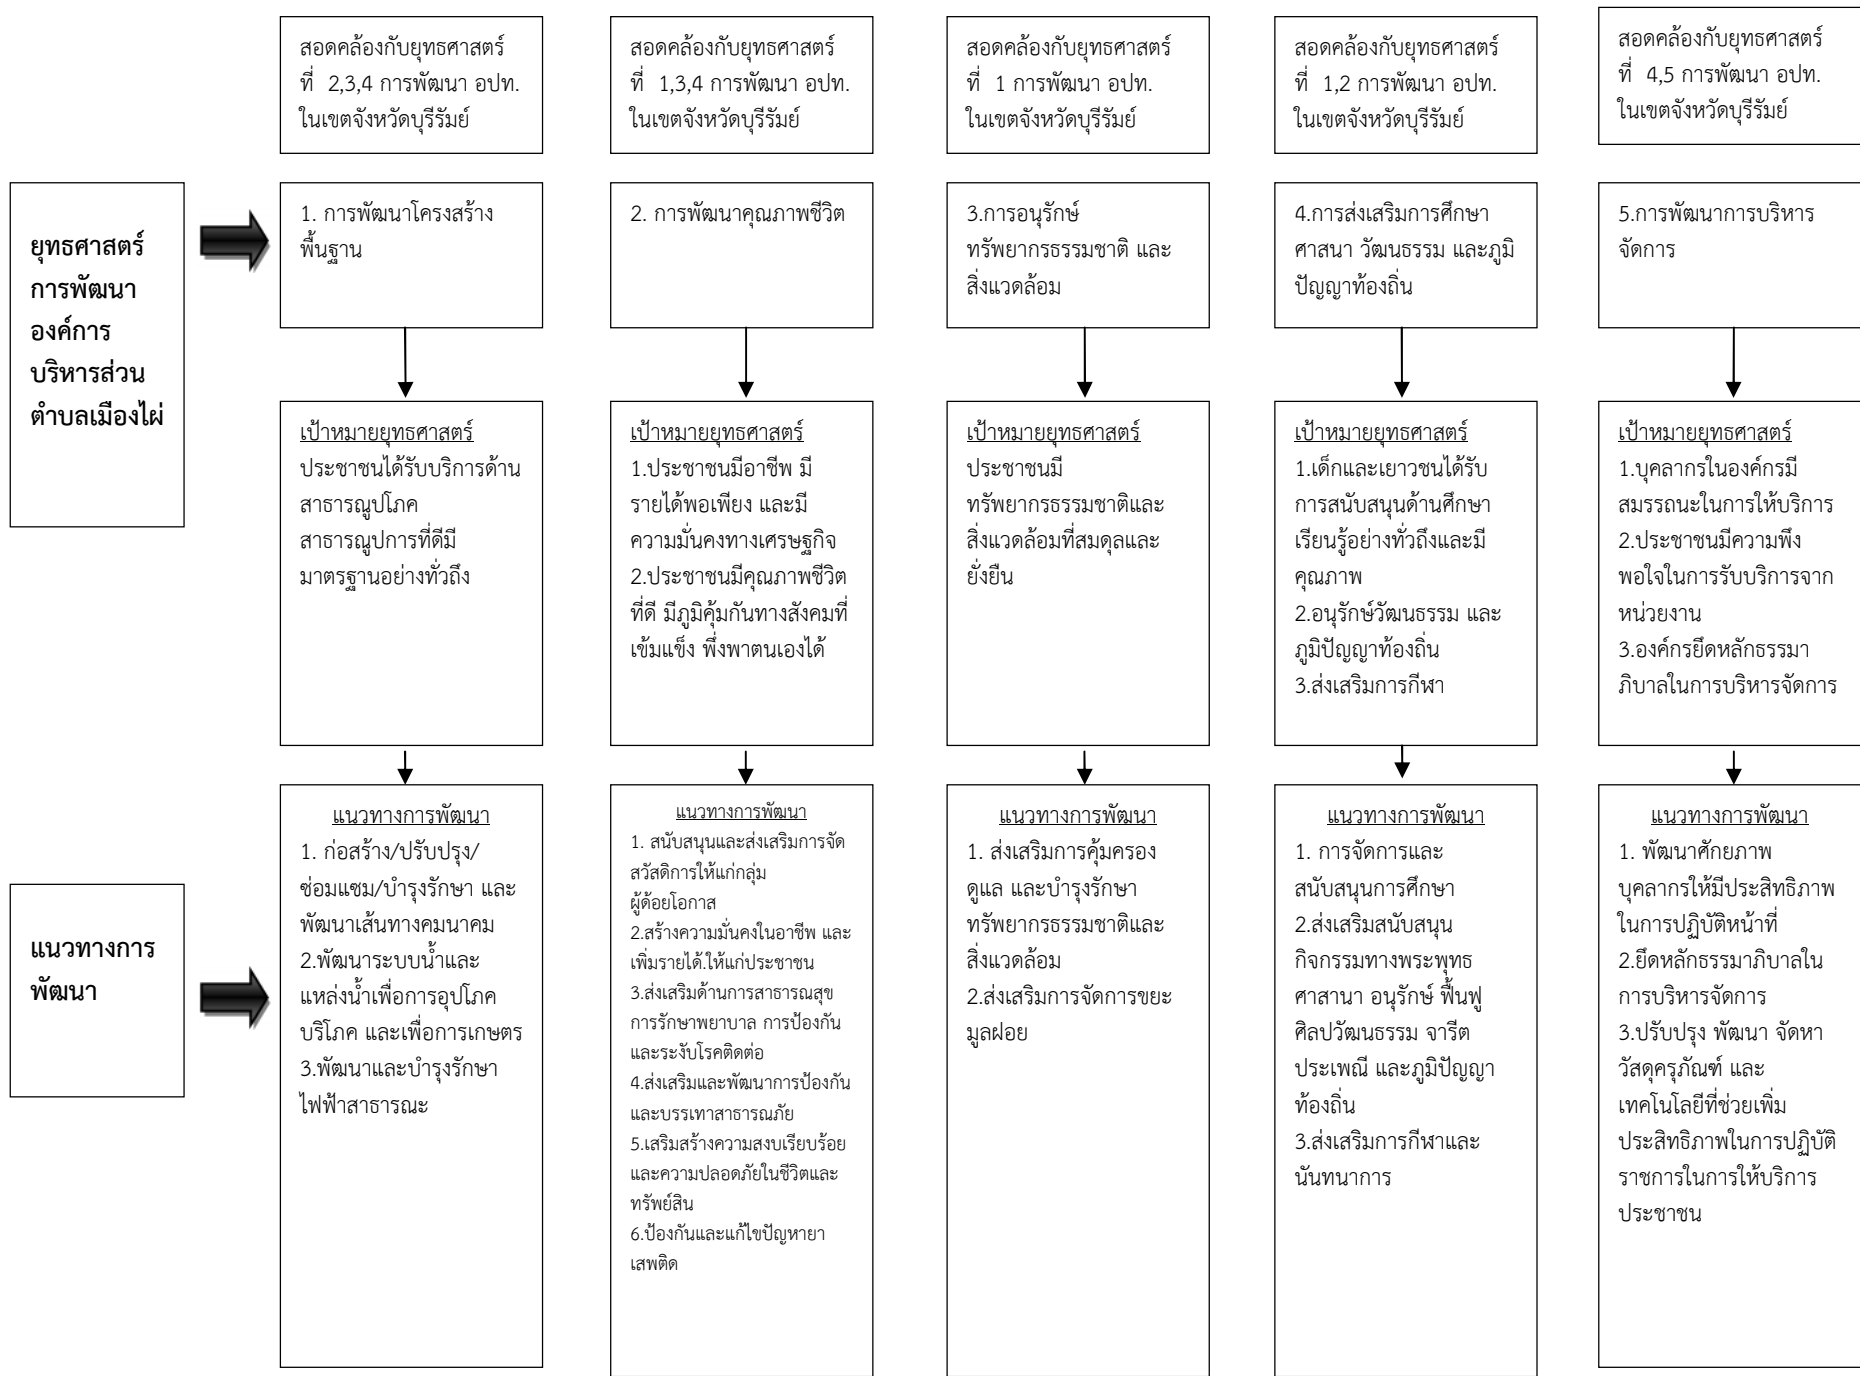 สอดคล้องกับยุทธศาสตร์
ที่ 2,3,4 การพัฒนา อปท.
ในเขตจังหวัดบุรีรัมย์
สอดคล้องกับยุทธศาสตร์
ที่ 1,3,4 การพัฒนา อปท.
ในเขตจังหวัดบุรีรัมย์
สอดคล้องกับยุทธศาสตร์
ที่ 1 การพัฒนา อปท.
ในเขตจังหวัดบุรีรัมย์
สอดคล้องกับยุทธศาสตร์
ที่ 1,2 การพัฒนา อปท.
ในเขตจังหวัดบุรีรัมย์
สอดคล้องกับยุทธศาสตร์
ที่ 4,5 การพัฒนา อปท.
ในเขตจังหวัดบุรีรัมย์
ยุทธศาสตร์
การพัฒนา
องค์การ
บริหารส่วน
ตำบลเมืองไผ่
1. การพัฒนาโครงสร้าง
พื้นฐาน
2. การพัฒนาคุณภาพชีวิต
3.การอนุรักษ์
ทรัพยากรธรรมชาติ และ
สิ่งแวดล้อม
4.การส่งเสริมการศึกษา
ศาสนา วัฒนธรรม และภูมิ
ปัญญาท้องถิ่น
5.การพัฒนาการบริหาร
จัดการ
เป้าหมายยุทธศาสตร์
ประชาชนได้รับบริการด้าน
สาธารณูปโภค
สาธารณูปการที่ดีมี
มาตรฐานอย่างทั่วถึง
เป้าหมายยุทธศาสตร์
1.ประชาชนมีอาชีพ มี
รายได้พอเพียง และมี
ความมั่นคงทางเศรษฐกิจ
2.ประชาชนมีคุณภาพชีวิต
ที่ดี มีภูมิคุ้มกันทางสังคมที่
เข้มแข็ง พึ่งพาตนเองได้
เป้าหมายยุทธศาสตร์
ประชาชนมี
ทรัพยากรธรรมชาติและ
สิ่งแวดล้อมที่สมดุลและ
ยั่งยืน
เป้าหมายยุทธศาสตร์
1.เด็กและเยาวชนได้รับ
การสนับสนุนด้านศึกษา
เรียนรู้อย่างทั่วถึงและมี
คุณภาพ
2.อนุรักษ์วัฒนธรรม และ
ภูมิปัญญาท้องถิ่น
3.ส่งเสริมการกีฬา
เป้าหมายยุทธศาสตร์
1.บุคลากรในองค์กรมี
สมรรถนะในการให้บริการ
2.ประชาชนมีความพึง
พอใจในการรับบริการจาก
หน่วยงาน
3.องค์กรยึดหลักธรรมา
ภิบาลในการบริหารจัดการ
แนวทางการ
พัฒนา
แนวทางการพัฒนา
1. ก่อสร้าง/ปรับปรุง/
ซ่อมแซม/บำรุงรักษา และ
พัฒนาเส้นทางคมนาคม
2.พัฒนาระบบน้ำและ
แหล่งน้ำเพื่อการอุปโภค
บริโภค และเพื่อการเกษตร
3.พัฒนาและบำรุงรักษา
ไฟฟ้าสาธารณะ
แนวทางการพัฒนา
1. สนับสนุนและส่งเสริมการจัด
สวัสดิการให้แก่กลุ่ม
ผู้ด้อยโอกาส
2.สร้างความมั่นคงในอาชีพ และ
เพิ่มรายได้.ให้แก่ประชาชน
3.ส่งเสริมด้านการสาธารณสุข
การรักษาพยาบาล การป้องกัน
และระงับโรคติดต่อ
4.ส่งเสริมและพัฒนาการป้องกัน
และบรรเทาสาธารณภัย
5.เสริมสร้างความสงบเรียบร้อย
และความปลอดภัยในชีวิตและ
ทรัพย์สิน
6.ป้องกันและแก้ไขปัญหายา
เสพติด
แนวทางการพัฒนา
1. ส่งเสริมการคุ้มครอง
ดูแล และบำรุงรักษา
ทรัพยากรธรรมชาติและ
สิ่งแวดล้อม
2.ส่งเสริมการจัดการขยะ
มูลฝอย
แนวทางการพัฒนา
1. การจัดการและ
สนับสนุนการศึกษา
2.ส่งเสริมสนับสนุน
กิจกรรมทางพระพุทธ
ศาสานา อนุรักษ์ ฟื้นฟู
ศิลปวัฒนธรรม จารีต
ประเพณี และภูมิปัญญา
ท้องถิ่น
3.ส่งเสริมการกีฬาและ
นันทนาการ
แนวทางการพัฒนา
1. พัฒนาศักยภาพ
บุคลากรให้มีประสิทธิภาพ
ในการปฏิบัติหน้าที่
2.ยึดหลักธรรมาภิบาลใน
การบริหารจัดการ
3.ปรับปรุง พัฒนา จัดหา
วัสดุครุภัณฑ์ และ
เทคโนโลยีที่ช่วยเพิ่ม
ประสิทธิภาพในการปฏิบัติ
ราชการในการให้บริการ
ประชาชน